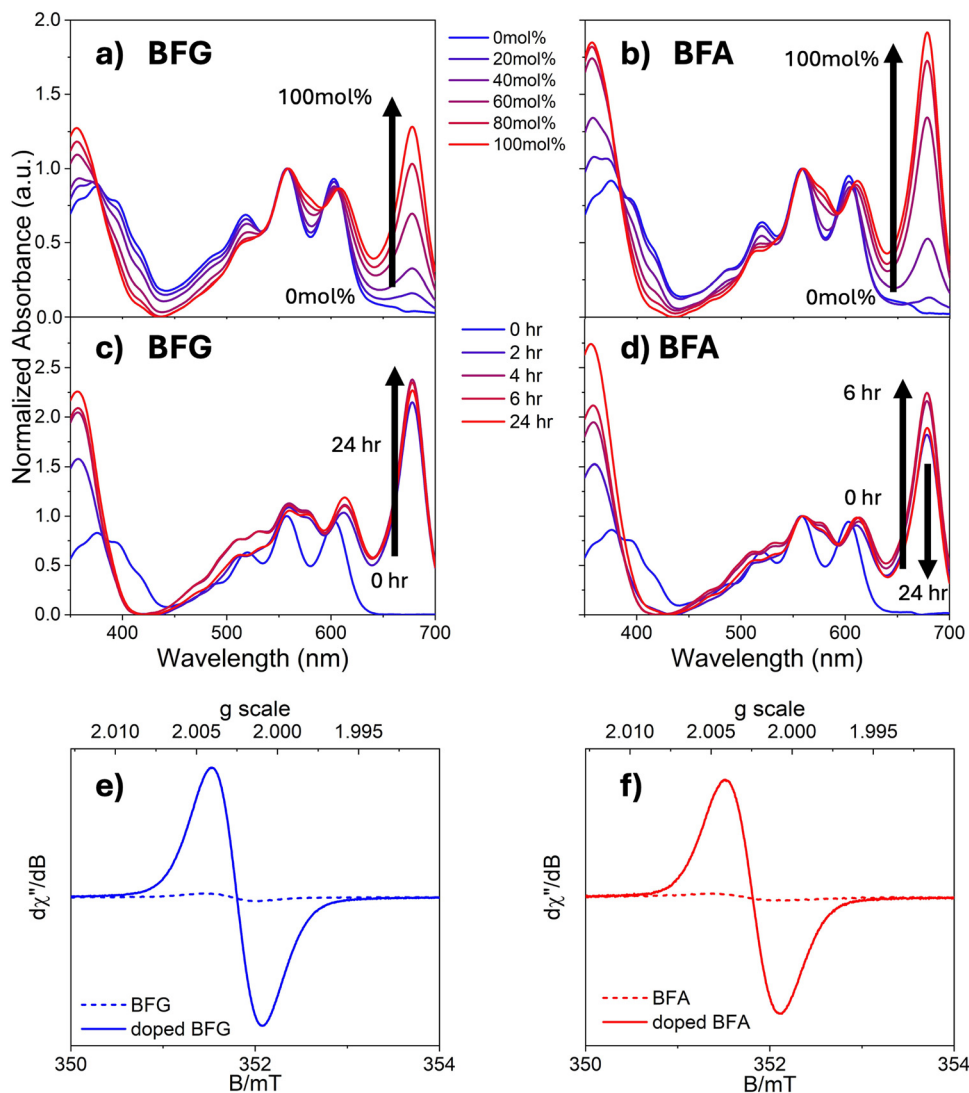 a) BFG
b) BFA
2.0
1.5
1.0
0.5
0.0
100mol%
0mol%
0mol%
20mol%
40mol%
60mol%
80mol%
100mol%
100mol%
0mol%
Normalized Absorbance (a.u.)
c) BFG
d) BFA
2.5
2.0
1.5
1.0
0.5
0.0
24 hr
0 hr
0 hr
2 hr
4 hr
6 hr
24 hr
6 hr
0 hr
24 hr
400 500 600 700
400 500 600 700
Wavelength (nm)
Wavelength (nm)
g scale
g scale
2.010 2.005 2.000 1.995
2.010 2.005 2.000 1.995
e)
f)
dχ"/dB
dχ"/dB
BFG
doped BFG
BFA
doped BFA
350 352 354
350 352 354
B/mT
B/mT